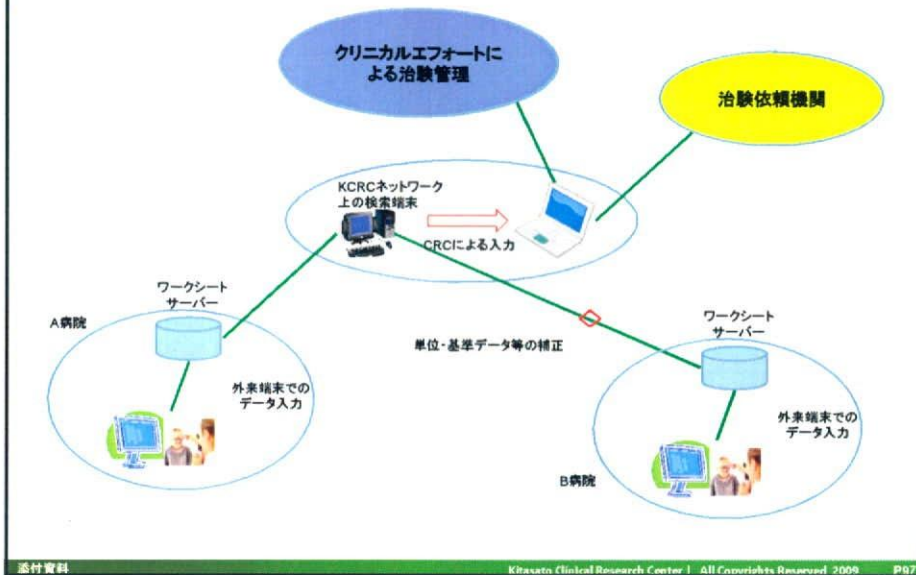 クリニカルエフォートに
よる治験管理
治験依頼機関
KCRCネットワーク
上の検索端末
CRCによる入力
ワークシート
サーバー
A病院
外来端末での
データ入力
単位・基準データ等の補正
ワークシート
サーバー
外来端末での
データ入力
B病院
添付資料
Kitasato Clinical Research Center | All Copyrights Reserved 2009 P97